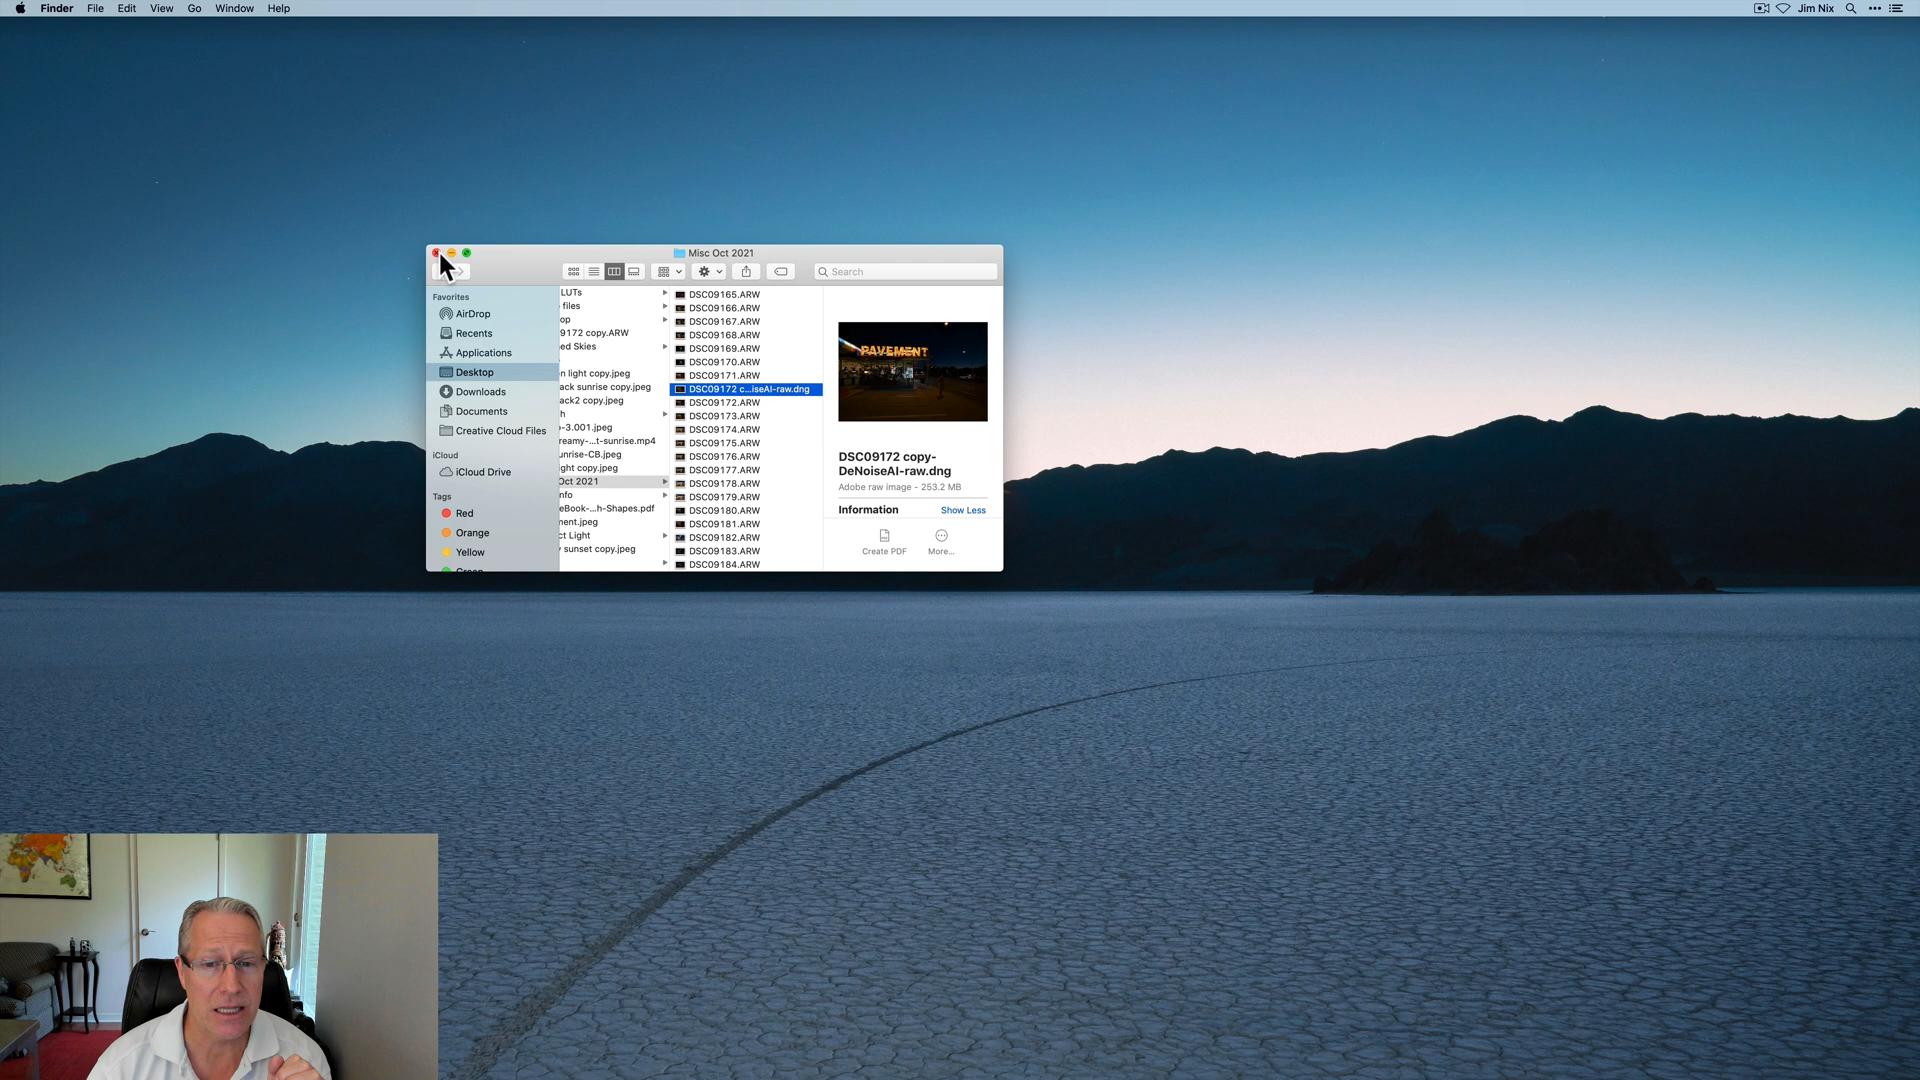 Finder File Edit View Go Window Help
Jim Nix
Misc Oct 2021
Search
Favorites
AirDrop
Recents
Applications
Desktop
Downloads
Documents
Creative Cloud Files
iCloud
iCloud Drive
Tags
Red
Orange
Yellow
Green
LUTs
files
op
9172 copy.ARW
ed Skies
n light copy.jpeg
ack sunrise copy.jpeg
ack2 copy.jpeg
h
-3.001.jpeg
reamy-...t-sunrise.mp4
unrise-CB.jpeg
ight copy.jpeg
Oct 2021
nfo
eBook-...h-Shapes.pdf
nent.jpeg
ct Light
y sunset copy.jpeg
DSC09165.ARW
DSC09166.ARW
DSC09167.ARW
DSC09168.ARW
DSC09169.ARW
DSC09170.ARW
DSC09171.ARW
DSC09172 c...iseAI-raw.dng
DSC09172.ARW
DSC09173.ARW
DSC09174.ARW
DSC09175.ARW
DSC09176.ARW
DSC09177.ARW
DSC09178.ARW
DSC09179.ARW
DSC09180.ARW
DSC09181.ARW
DSC09182.ARW
DSC09183.ARW
DSC09184.ARW
PAVEMENT
DSC09172 copy-
DeNoiseAI-raw.dng
Adobe raw image - 253.2 MB
Information Show Less
Create PDF More...